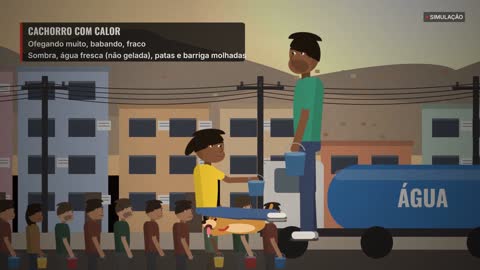 CACHORRO COM CALOR
Ofegando muito, babando, fraco
Sombra, água fresca (não gelada), patas e barriga molhadas
SIMULAÇÃO
ÁGUA